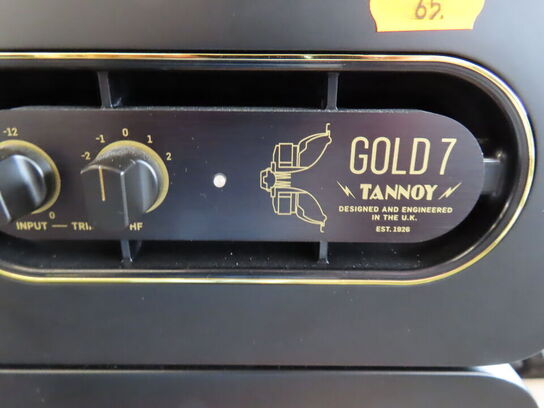 65.
-12
-1 0 1
-2 2
GOLD 7
TANNOY
DESIGNED AND ENGINEERED
IN THE U.K.
EST. 1926
0
INPUT — TRI HF